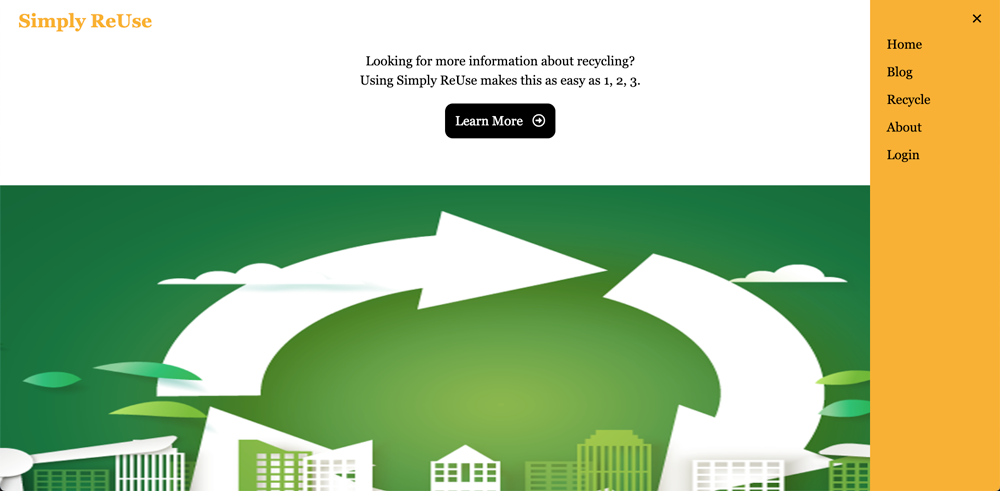 Simply ReUse
Looking for more information about recycling?
Using Simply ReUse makes this as easy as 1, 2, 3.
Learn More
Home
Blog
Recycle
About
Login